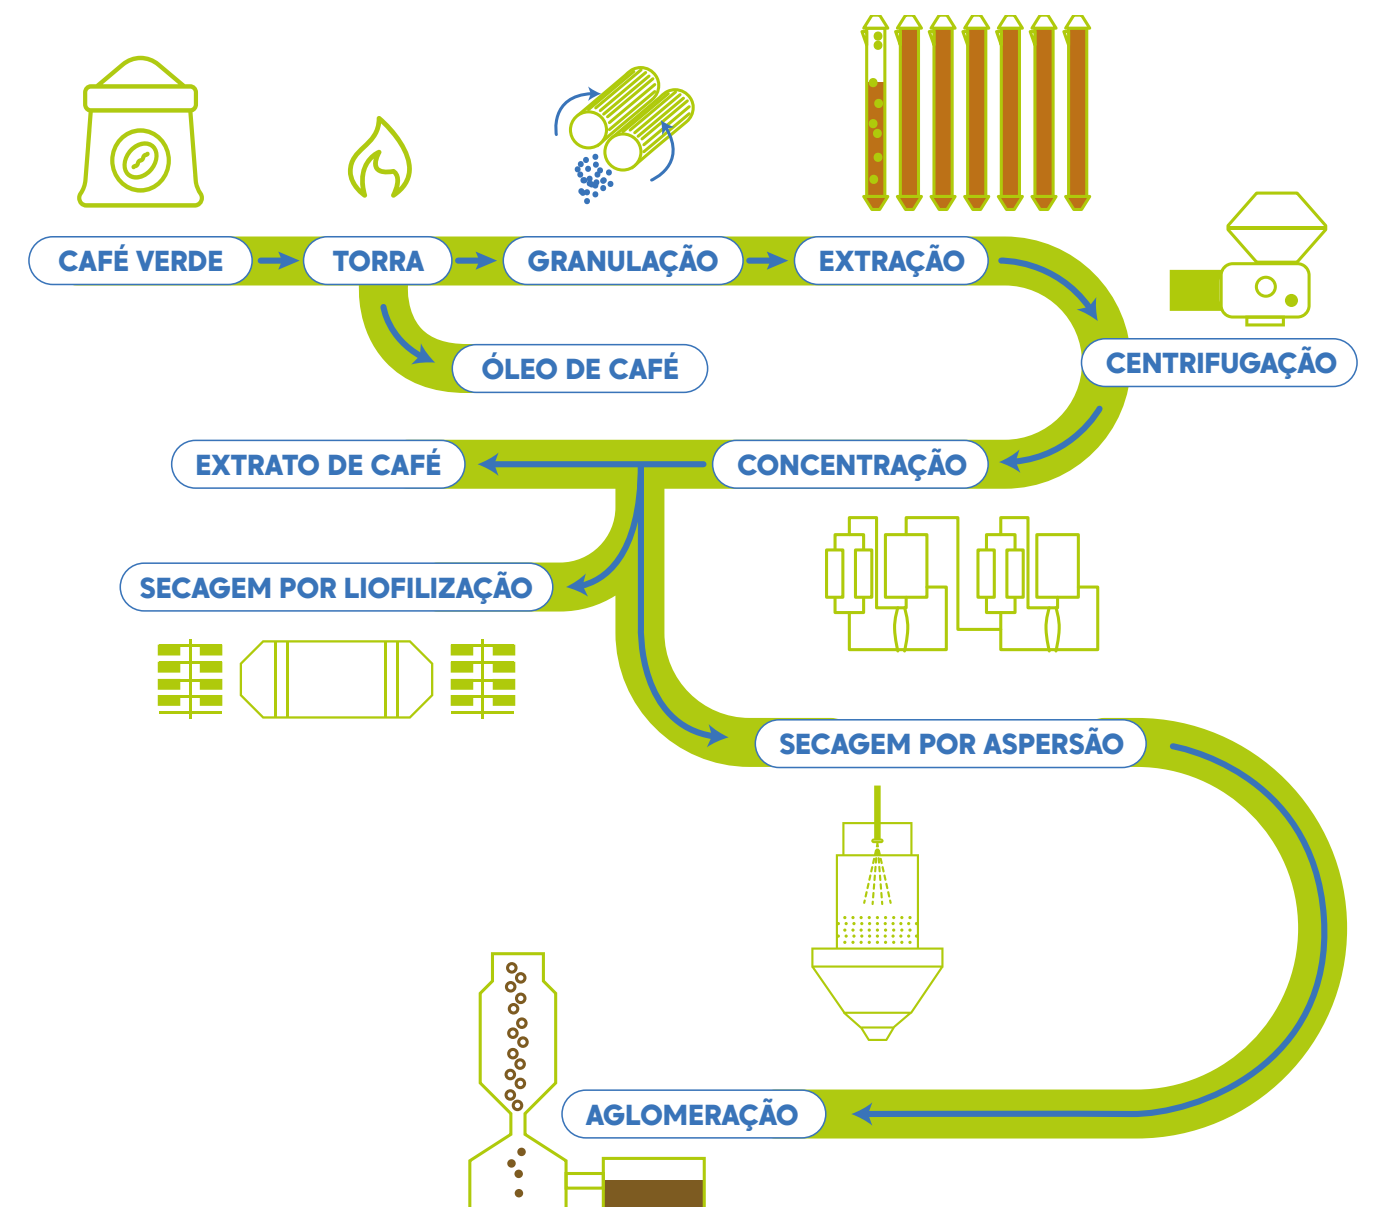 CAFÉ VERDE
TORRA
GRANULAÇÃO
EXTRAÇÃO
CENTRIFUGAÇÃO
ÓLEO DE CAFÉ
EXTRATO DE CAFÉ
CONCENTRAÇÃO
SECAGEM POR LIOFILIZAÇÃO
SECAGEM POR ASPERSÃO
AGLOMERAÇÃO